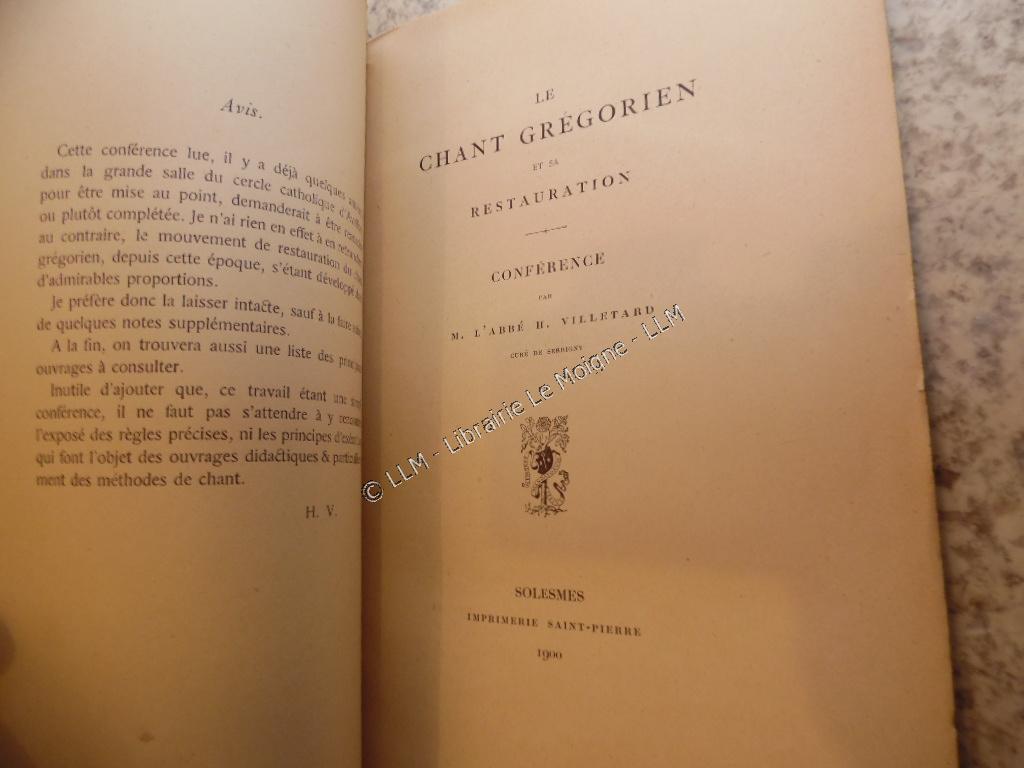 Avis.
Cette conférence lue, il y a déjà quelques
dans la grande salle du cercle catholique
pour être mise au point, demanderait à être
ou plutôt complétée. Je n'ai rien en effet à en
au contraire, le mouvement de restauration du
grégorien, depuis cette époque, s'étant développé
d'admirables proportions.
Je préfère donc la laisser intacte, sauf à la faire
de quelques notes supplémentaires.
A la fin, on trouvera aussi une liste des
ouvrages à consulter.
Inutile d'ajouter que, ce travail étant une
conférence, il ne faut pas s'attendre à y
l'exposé des règles précises, ni les principes
qui font l'objet des ouvrages didactiques &
ment des méthodes de chant.
H. V.
LE
CHANT GRÉGORIEN
ET SA
RESTAURATION
CONFÉRENCE
PAR
M. L'ABBÉ H. VILLETARD
CURÉ DE SERRIGNY
SOLESMES
IMPRIMERIE SAINT-PIERRE
1900
© LLM - Librairie Le Moigne - LLM